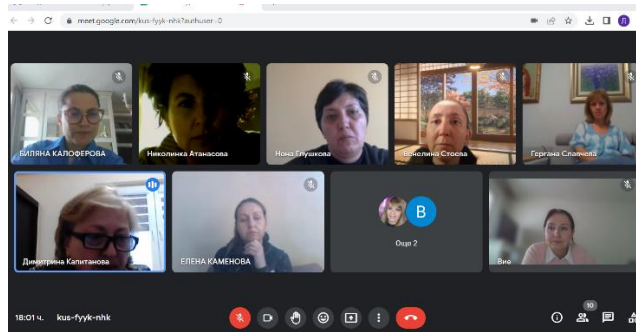 meet.google.com/kus-fyyk-nhk?authuser=0
БИЛЯНА КАЛОФЕРОВА
Николинка Атанасова
Нона Глушкова
Венелина Стоева
Гергана Славчева
Димитрина Капитанова
ЕЛЕНА КАМЕНОВА
В
Още 2
Вие
18:01 ч. kus-fyyk-nhk
10